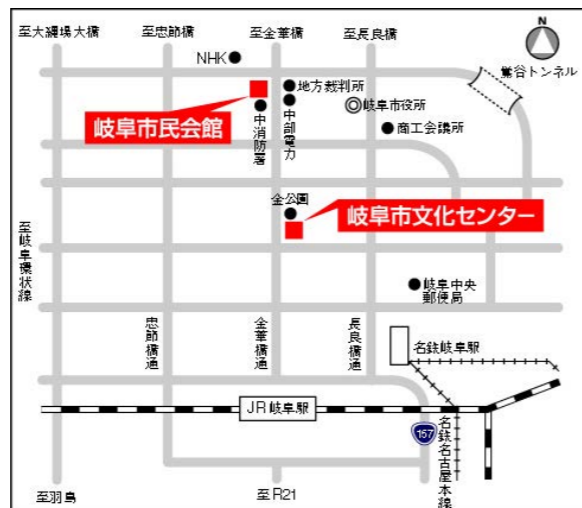 至大縄場大橋
至忠節橋
至金華橋
至長良橋
N
NHK
地方裁判所
鶯谷トンネル
岐阜市民会館
中消防署
中部電力
岐阜市役所
商工会議所
金公園
岐阜市文化センター
至岐阜環状線
岐阜中央
郵便局
忠節橋通
金華橋通
長良橋通
名鉄岐阜駅
JR岐阜駅
157
名鉄名古屋本線
至羽島
至R21